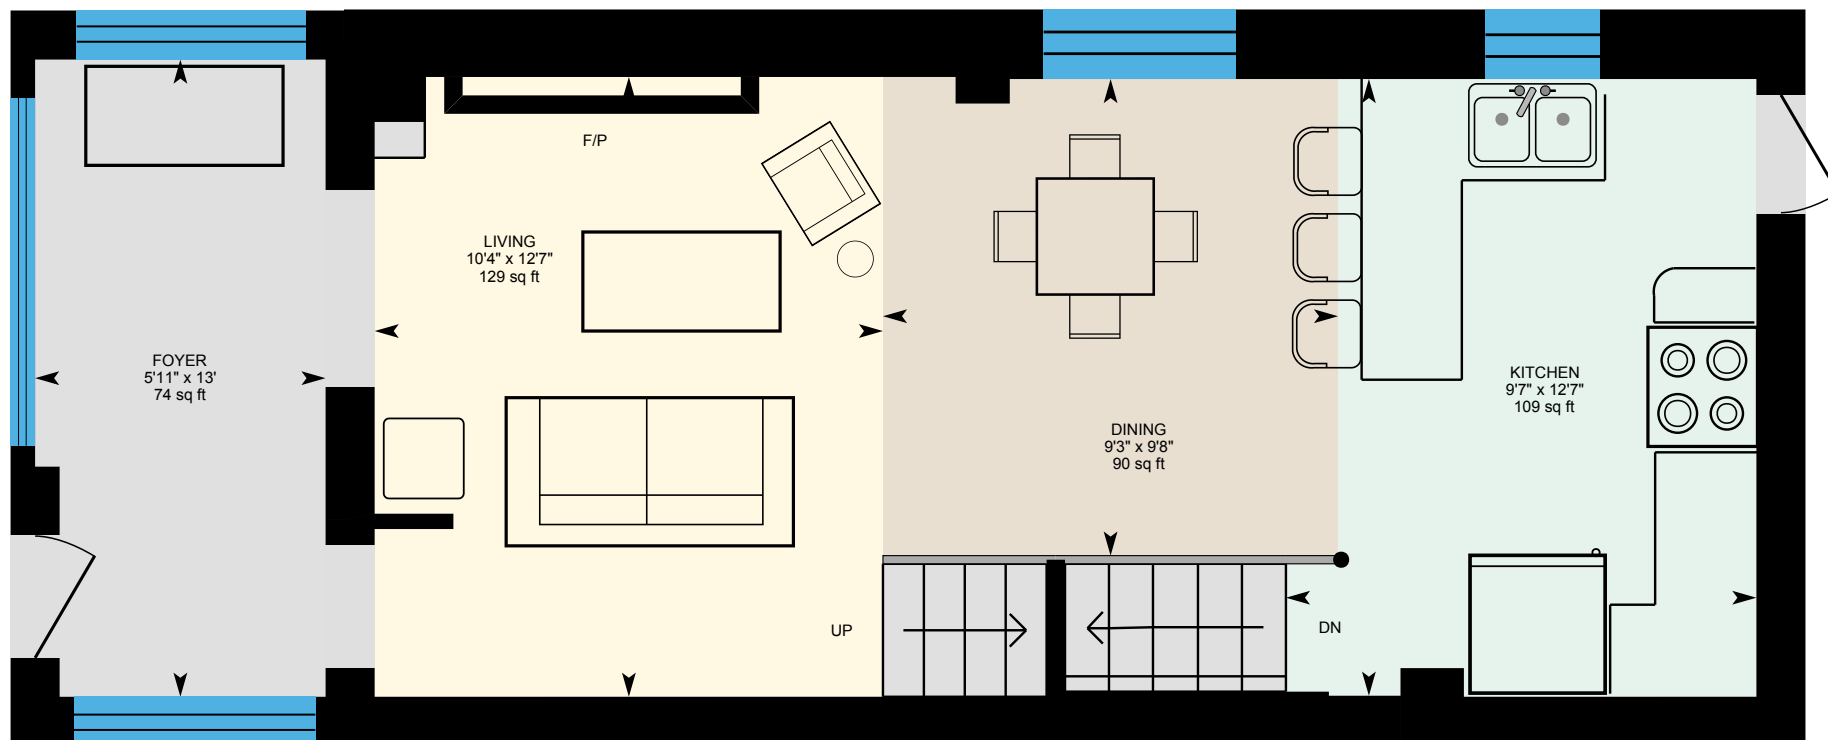 F/P
LIVING
10'4" x 12'7"
129 sq ft
FOYER
5'11" x 13'
74 sq ft
DINING
9'3" x 9'8"
90 sq ft
KITCHEN
9'7" x 12'7"
109 sq ft
UP
DN